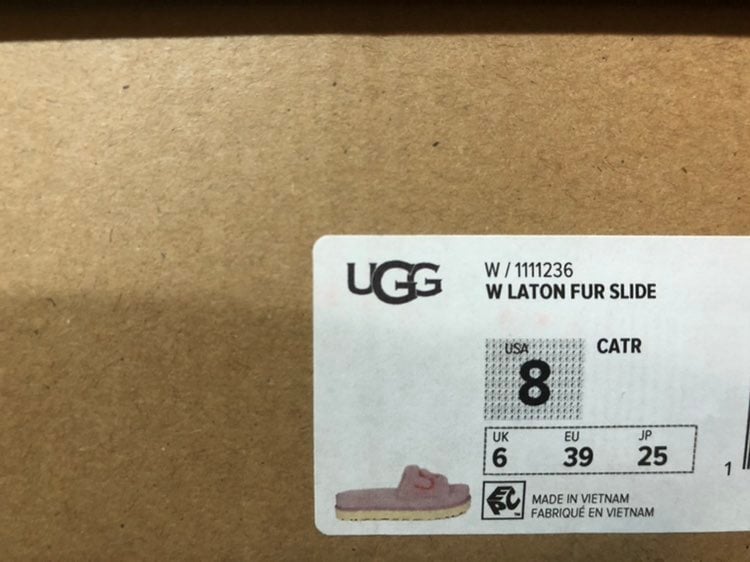 UGG
W / 1111236
W LATON FUR SLIDE
USA
8
CATR
UK
6
EU
39
JP
25
1
EPC
MADE IN VIETNAM
FABRIQUÉ EN VIETNAM